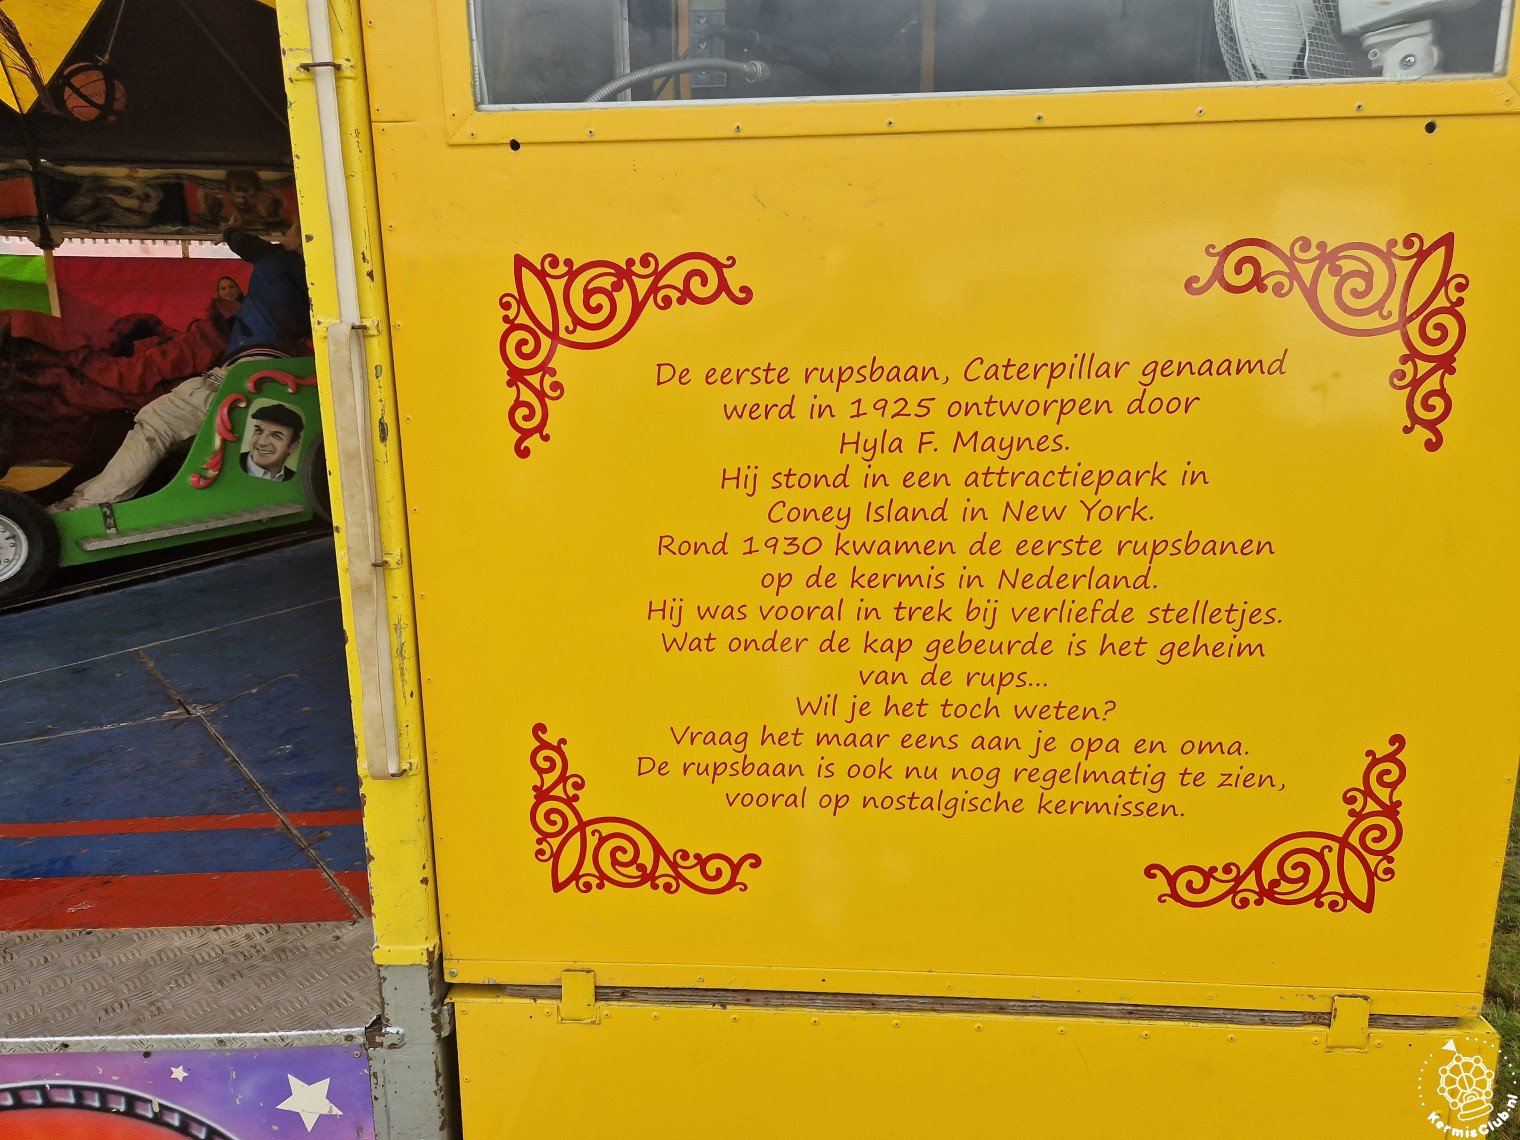 De eerste rupsbaan, Caterpillar genaamd
werd in 1925 ontworpen door
Hyla F. Maynes.
Hij stond in een attractiepark in
Coney Island in New York.
Rond 1930 kwamen de eerste rupsbanen
op de kermis in Nederland.
Hij was vooral in trek bij verliefde stelletjes.
Wat onder de kap gebeurde is het geheim
van de rups...
Wil je het toch weten?
Vraag het maar eens aan je opa en oma.
De rupsbaan is ook nu nog regelmatig te zien,
vooral op nostalgische kermissen.
KermisClub.nl